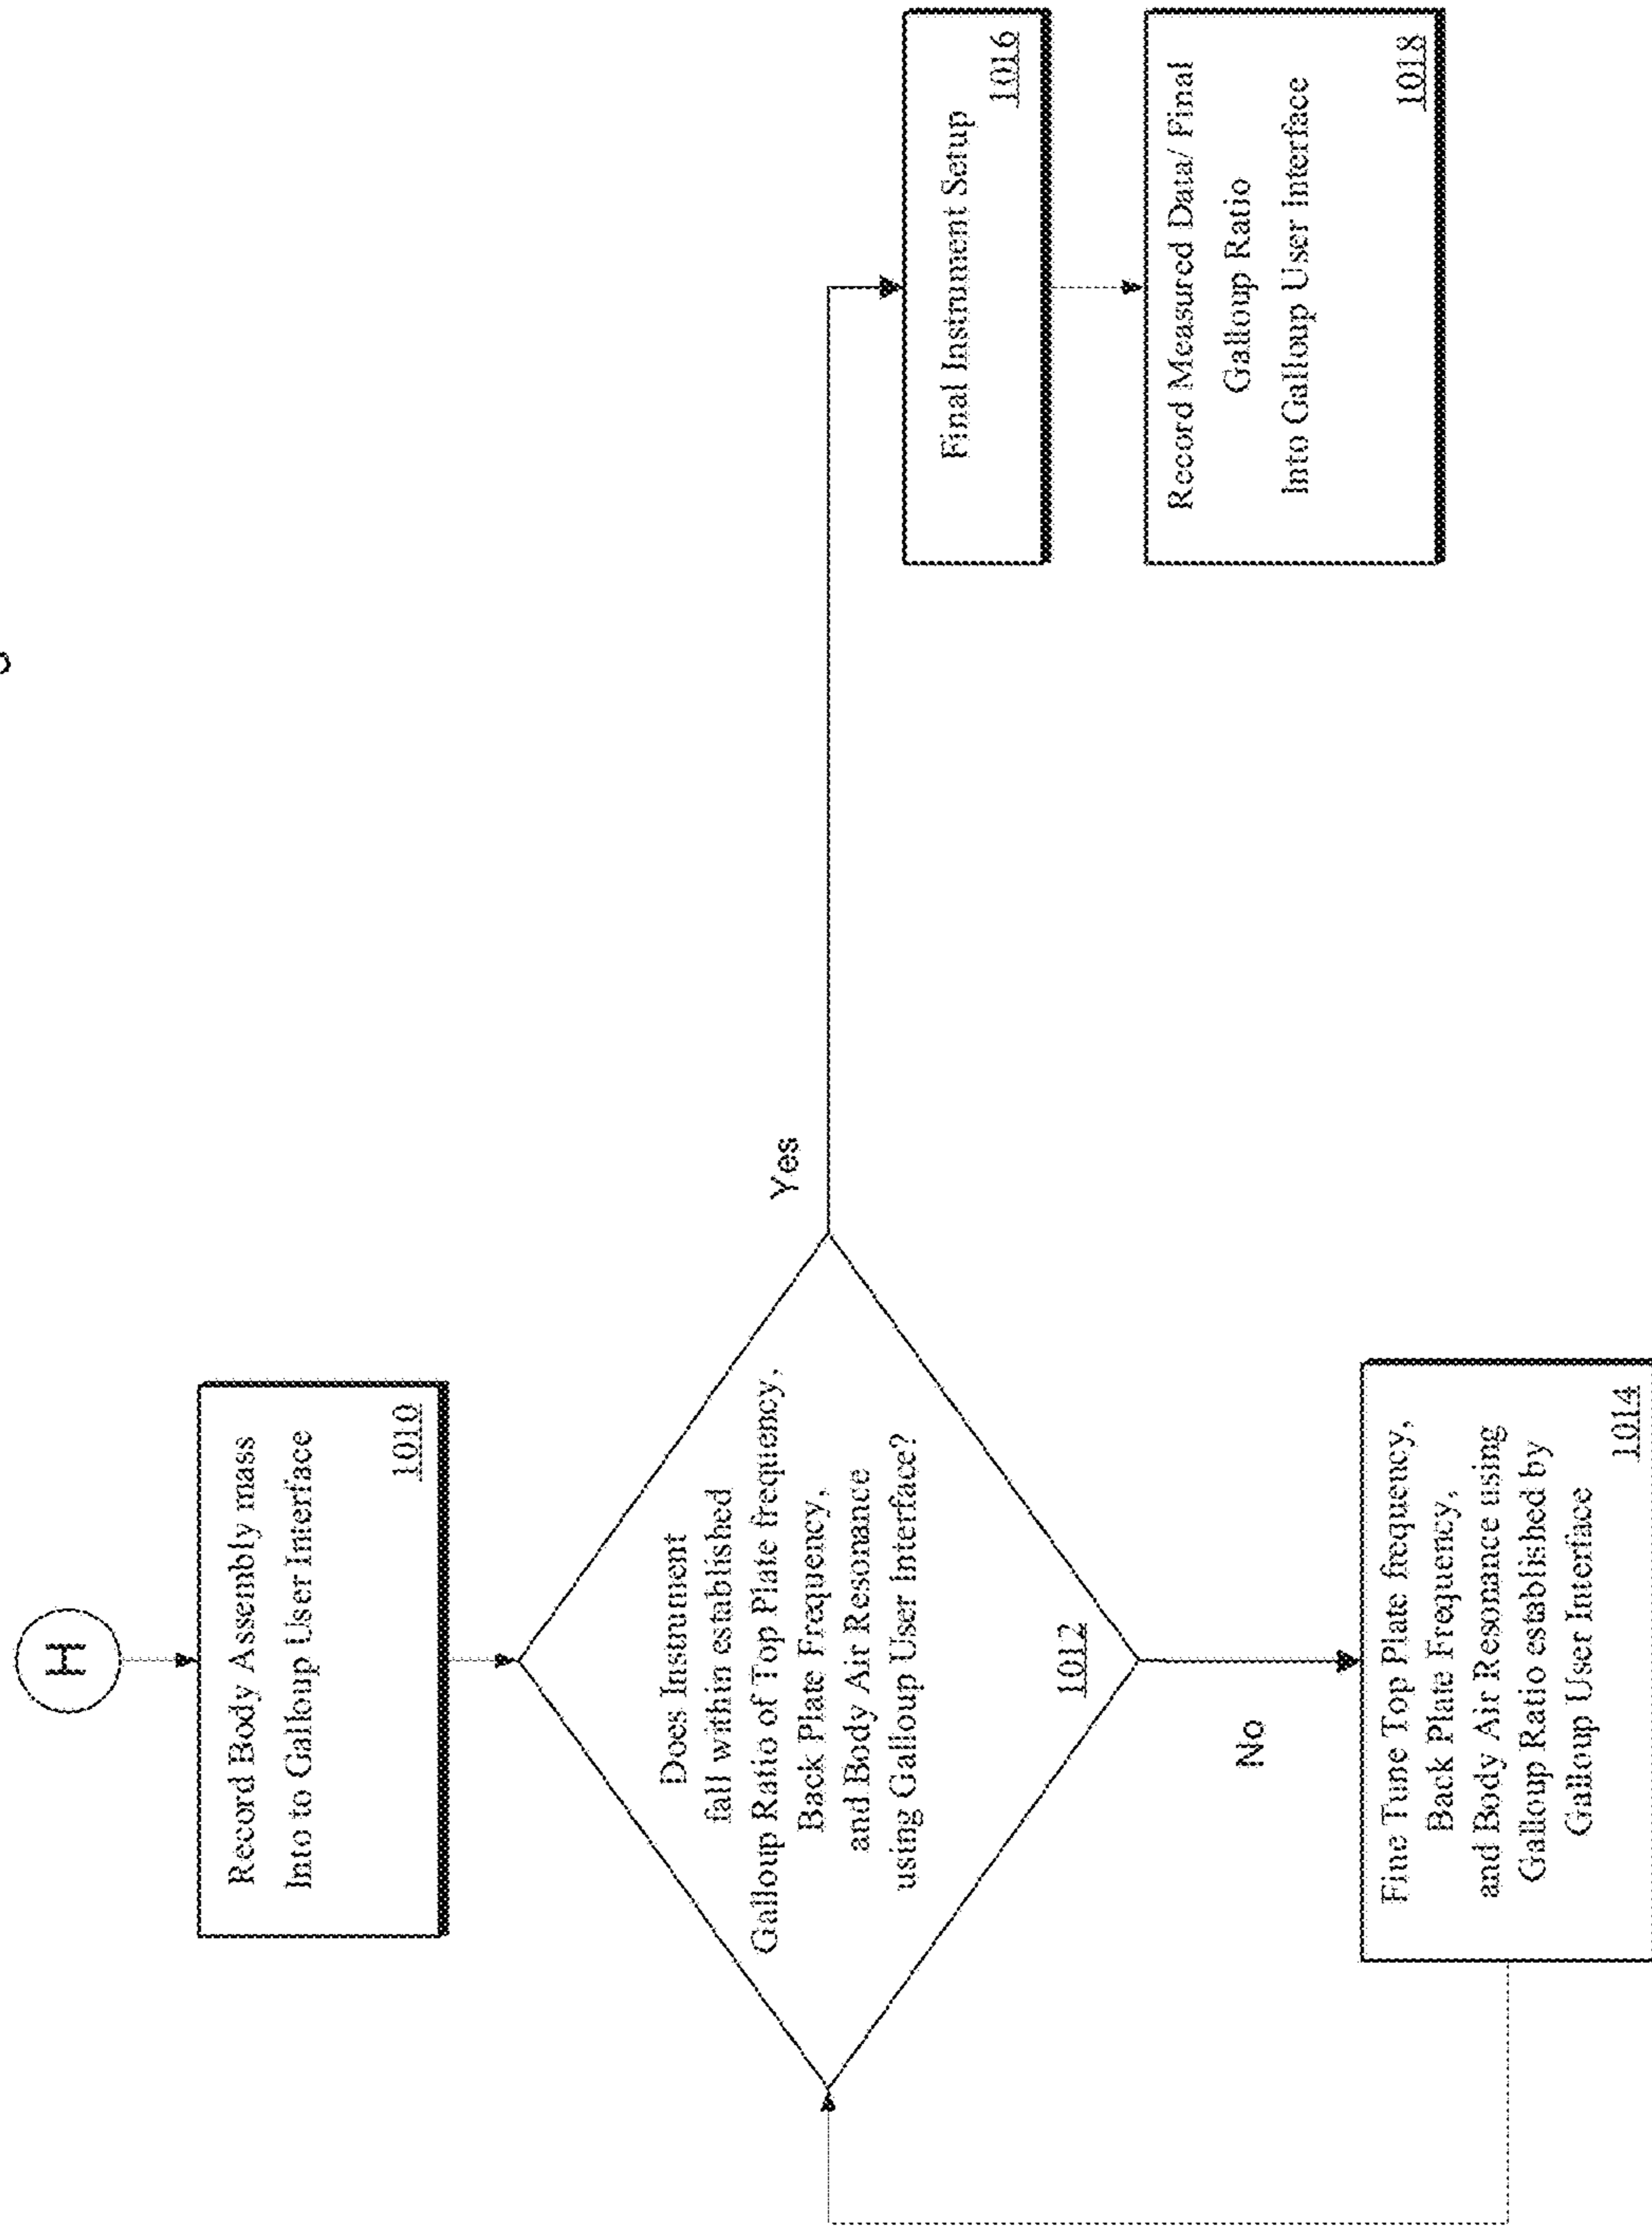 H
Record Body Assembly mass
Into to Galloup User Interface
1010
Does Instrument
fall within established
Galloup Ratio of Top Plate frequency,
Back Plate Frequency,
and Body Air Resonance
using Galloup User Interface?
1012
Yes
No
Fine Tune Top Plate frequency,
Back Plate Frequency,
and Body Air Resonance using
Galloup Ratio established by
Galloup User Interface
1014
Final Instrument Setup
1016
Record Measured Data/ Final
Galloup Ratio
Into Galloup User Interface
1018